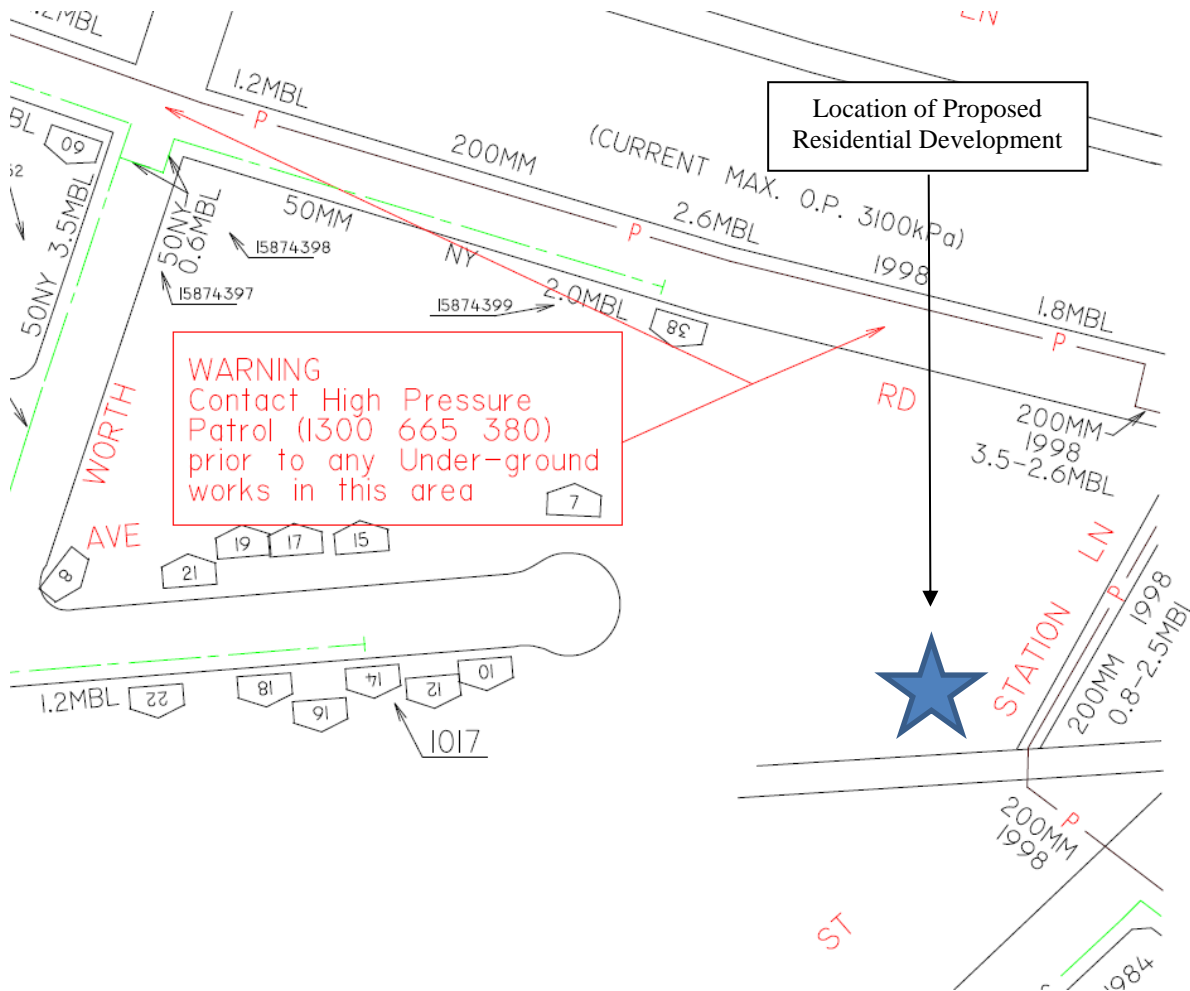 .2MBL
LN
1.2MBL
P
200MM
(CURRENT MAX. O.P. 3100kPa)
Location of Proposed
Residential Development
BL
60
50NY 3.5MBL
50NY
0.6MBL
50MM
NY
2.0MBL
2.6MBL
P
1998
1.8MBL
P
15874398
15874397
15874399
38
WARNING
Contact High Pressure
Patrol (1300 665 380)
prior to any Under-ground
works in this area
7
RD
200MM
1998
3.5-2.6MBL
WORTH
AVE
8
21
19
17
15
STATION LN
P
1998
200MM
0.8-2.5MBL
1.2MBL
22
18
16
14
12
10
1017
200MM
1998
P
ST
1984